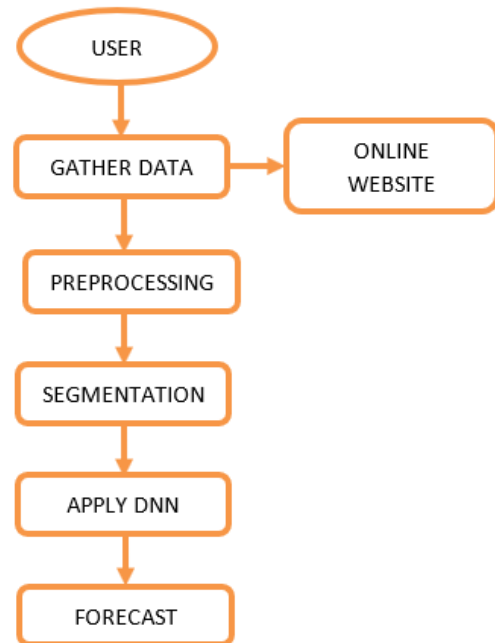 USER
GATHER DATA
ONLINE
WEBSITE
PREPROCESSING
SEGMENTATION
APPLY DNN
FORECAST